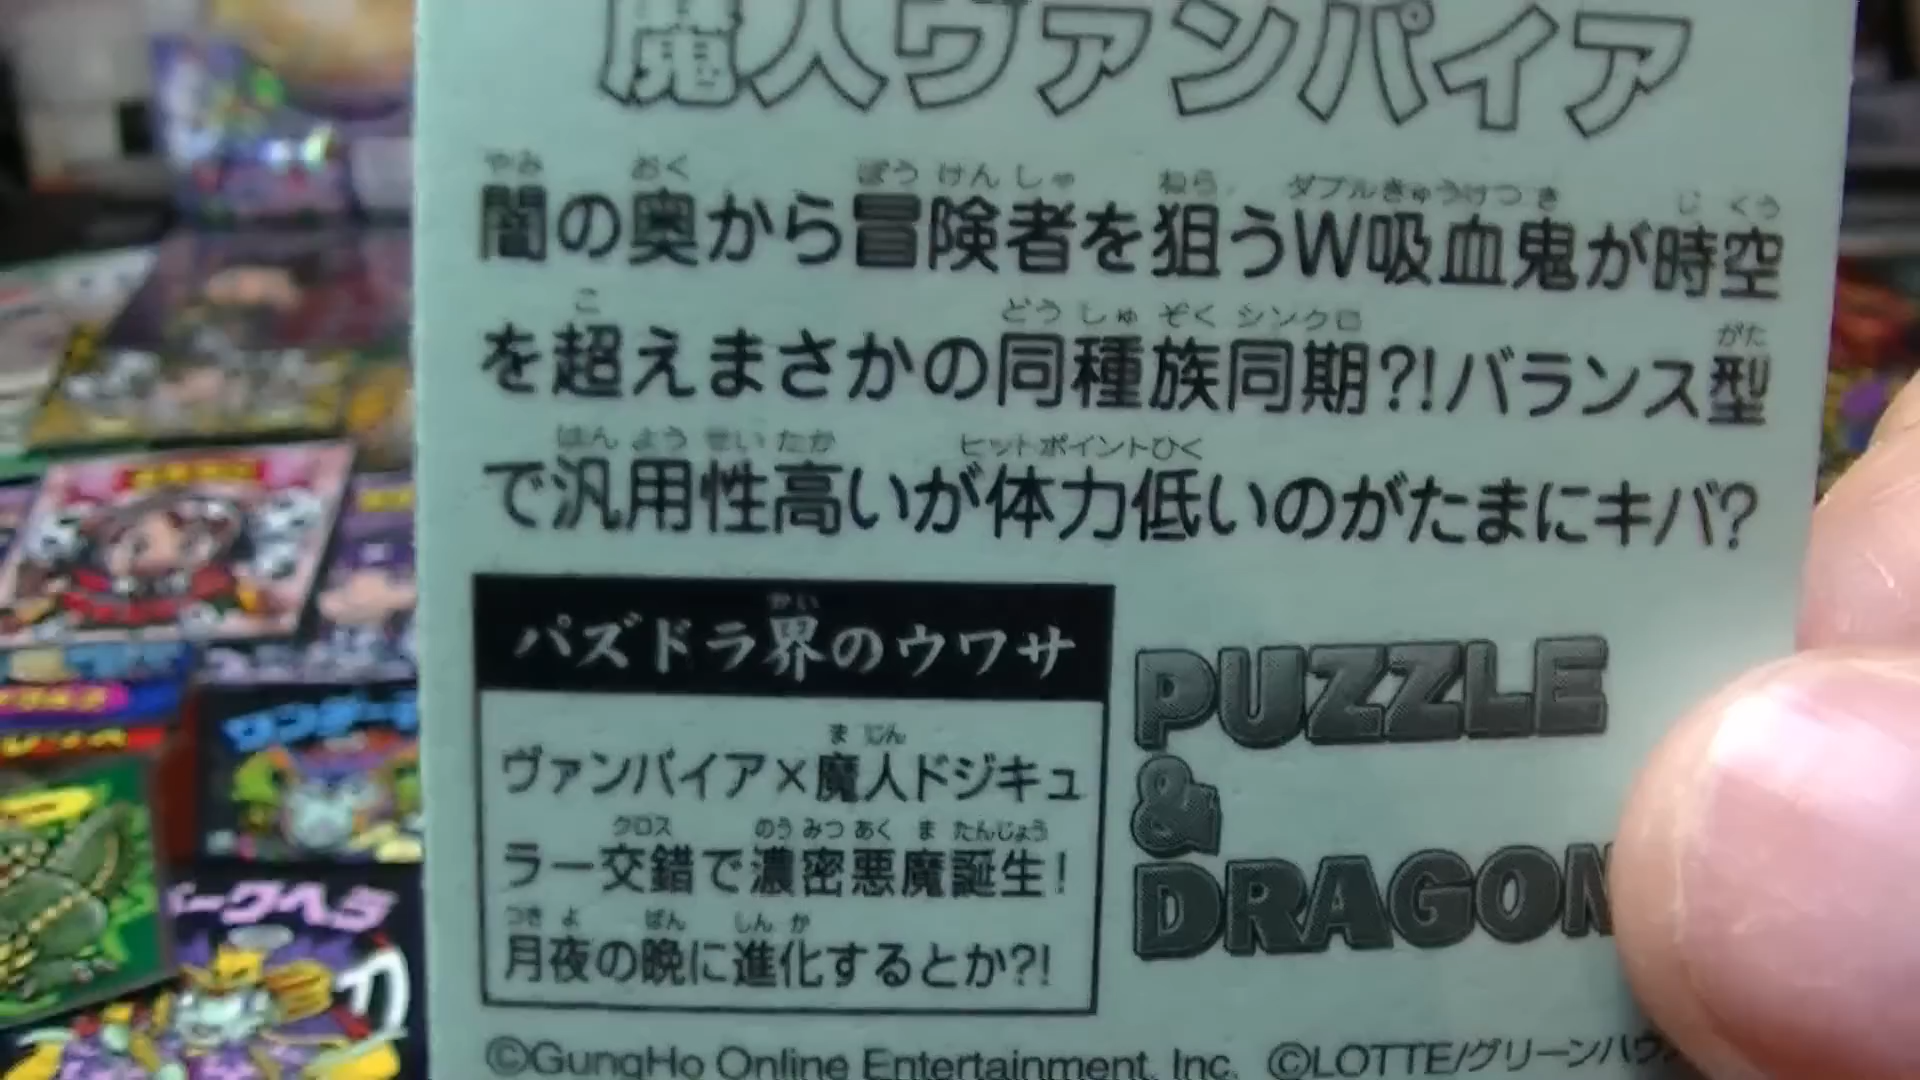 魔人ヴァンパイア
闇の奥から冒険者を狙うW吸血鬼が時空
を超えまさかの同種族同期?!バランス型
で汎用性高いが体力低いのがたまにキバ?
パズドラ界のウワサ
ヴァンパイア×魔人ドジキュ
ラー交錯で濃密悪魔誕生!
月夜の晩に進化するとか?!
PUZZLE
&
DRAGON
©GungHo Online Entertainment, Inc. ©LOTTE/グリーンハウ